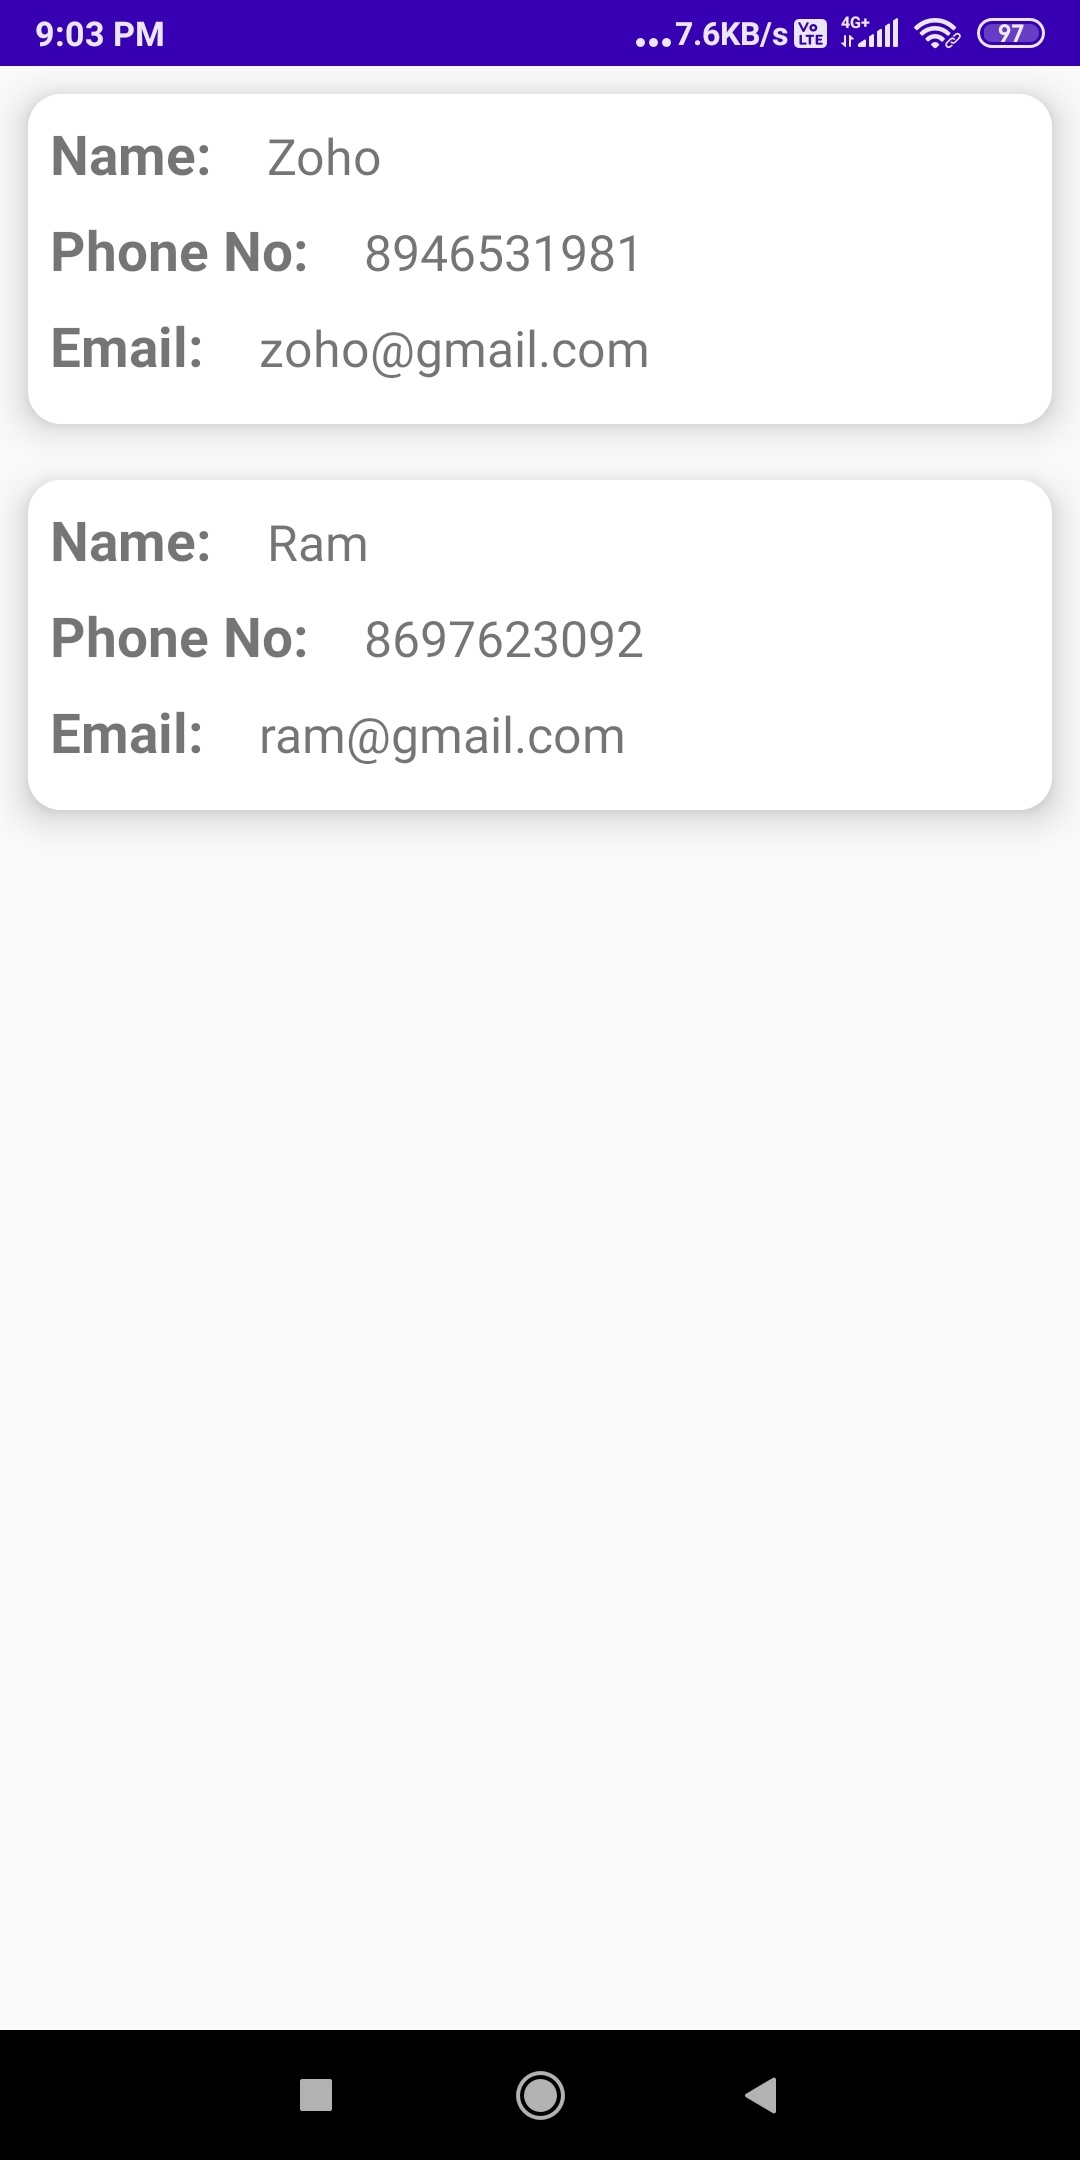 9:03 PM ...7.6KB/s Vo LTE 4G+ 97
Name: Zoho
Phone No: 8946531981
Email: zoho@gmail.com
Name: Ram
Phone No: 8697623092
Email: ram@gmail.com